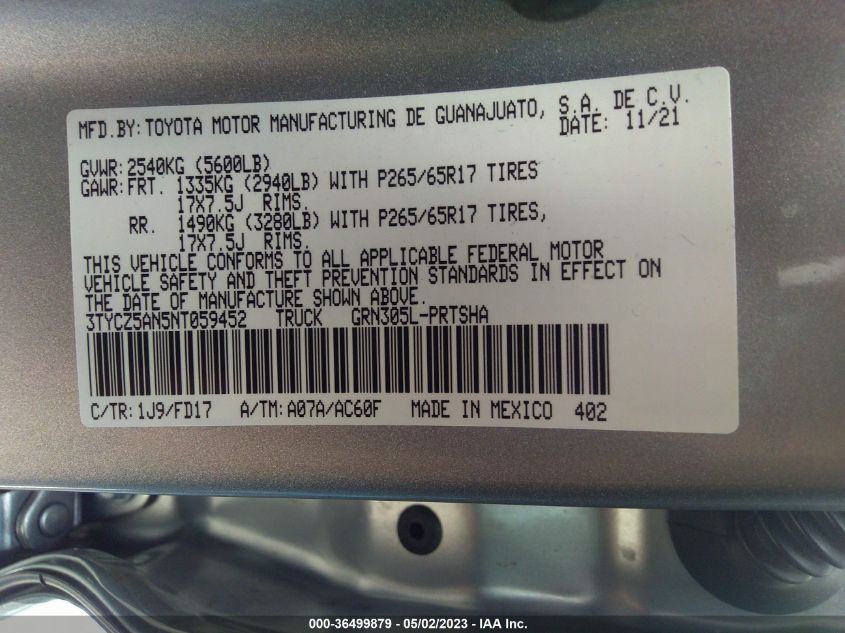 MFD.BY: TOYOTA MOTOR MANUFACTURING DE GUANAJUATO, S.A. DE C.V.
DATE: 11/21
GVWR: 2540KG (5600LB)
GAWR: FRT. 1335KG (2940LB) WITH P265/65R17 TIRES
17X7.5J RIMS.
RR. 1490KG (3280LB) WITH P265/65R17 TIRES,
17X7.5J RIMS.
THIS VEHICLE CONFORMS TO ALL APPLICABLE FEDERAL MOTOR
VEHICLE SAFETY AND THEFT PREVENTION STANDARDS IN EFFECT ON
THE DATE OF MANUFACTURE SHOWN ABOVE.
3TYCZ5AN5NT059452 TRUCK GRN305L-PRTSHA
C/TR: 1J9/FD17 A/TM: A07A/AC60F MADE IN MEXICO 402
000-36499879 - 05/02/2023 - IAA Inc.